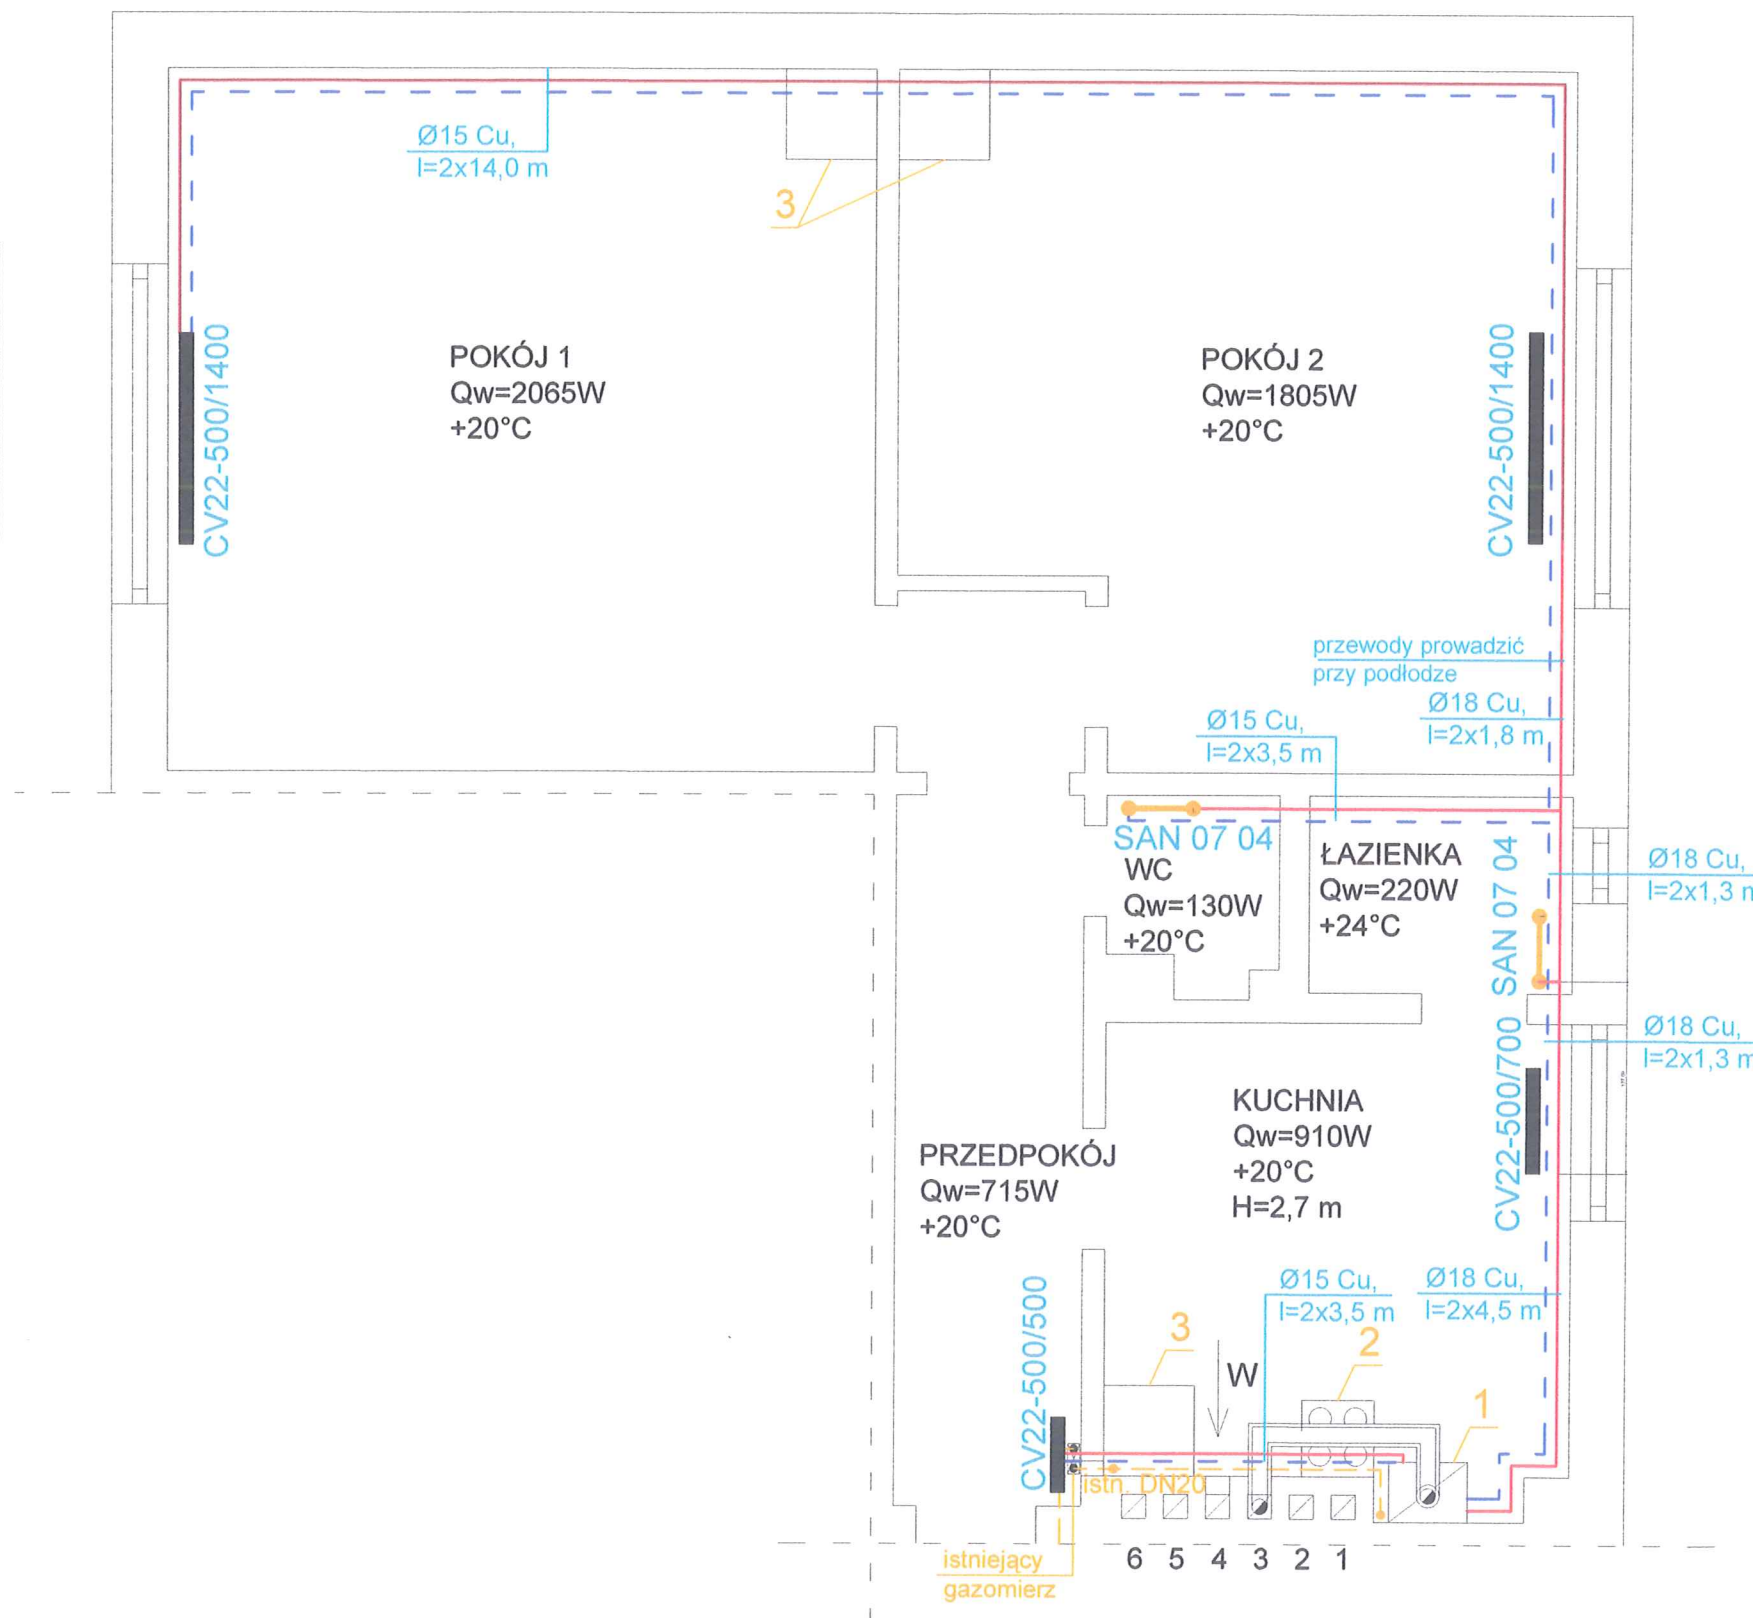 Ø15 Cu,
l=2x14,0 m
3
CV22-500/1400
POKÓJ 1
Qw=2065W
+20°C
POKÓJ 2
Qw=1805W
+20°C
CV22-500/1400
przewody prowadzić
przy podłodze
Ø18 Cu,
l=2x1,8 m
Ø15 Cu,
l=2x3,5 m
SAN 07 04
WC
Qw=130W
+20°C
ŁAZIENKA
Qw=220W
+24°C
SAN 07 04
Ø18 Cu,
l=2x1,3 m
Ø18 Cu,
l=2x1,3 m
CV22-500/700
KUCHNIA
Qw=910W
+20°C
H=2,7 m
PRZEDPOKÓJ
Qw=715W
+20°C
CV22-500/500
Ø15 Cu,
l=2x3,5 m
Ø18 Cu,
l=2x4,5 m
3
W
2
1
istn. DN20
istniejący
gazomierz
6 5 4 3 2 1